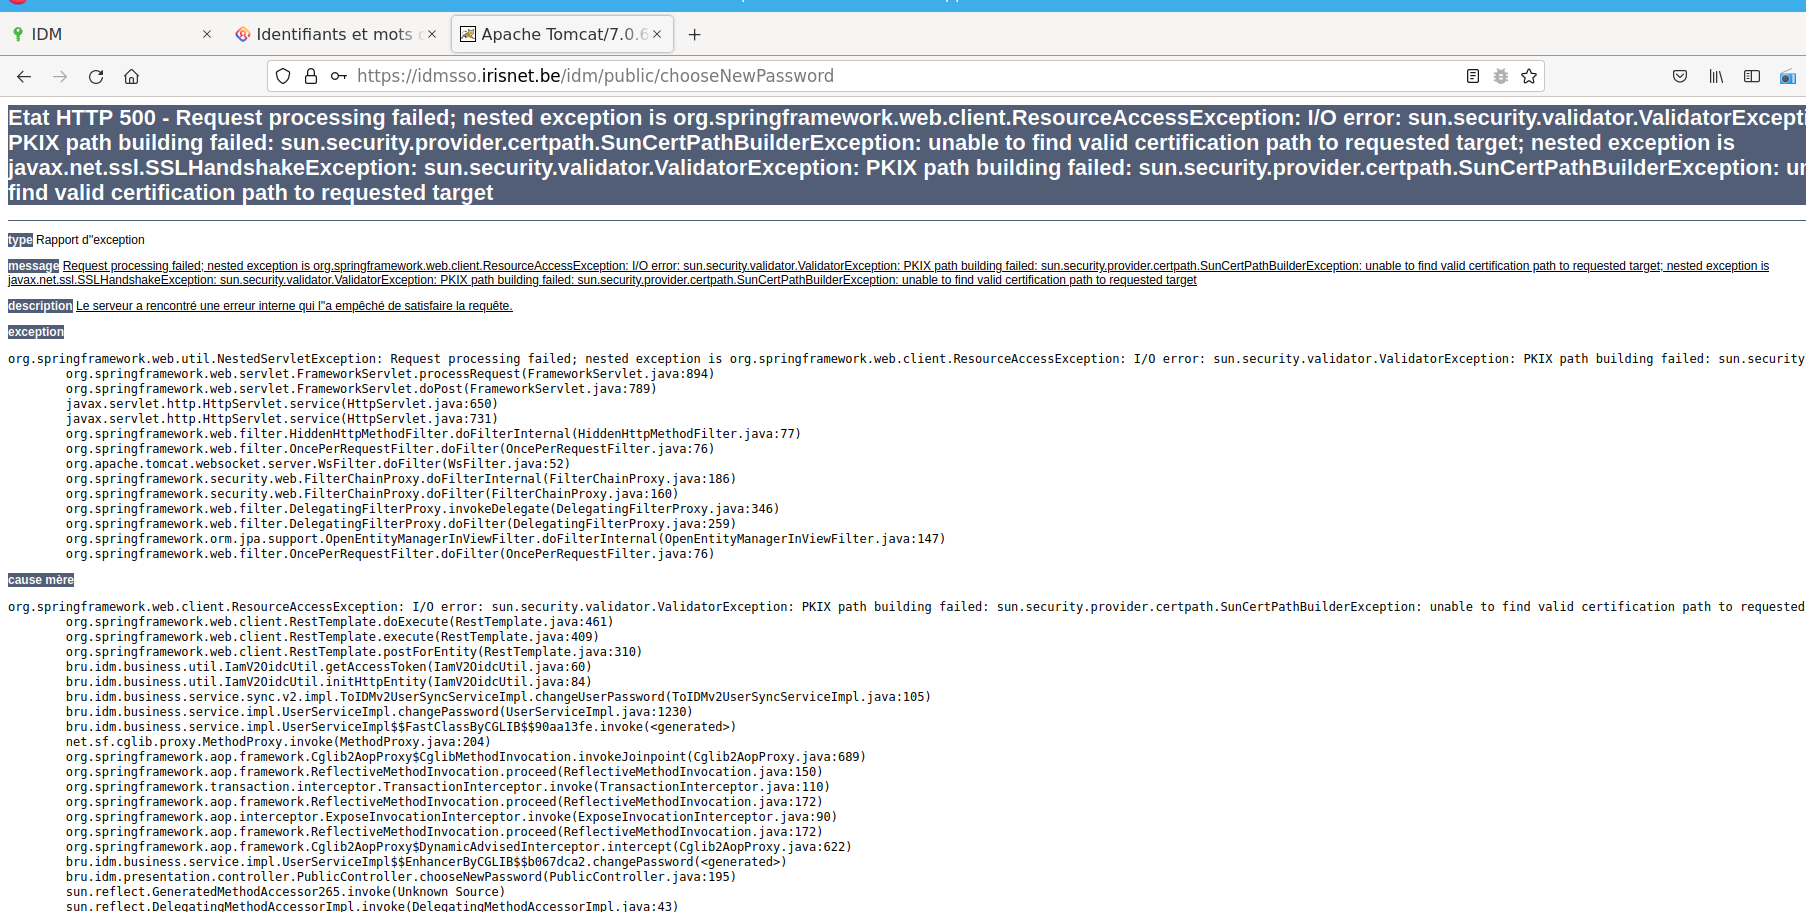 IDM
Identifiants et mots
Apache Tomcat/7.0.6
https://idmsso.irisnet.be/idm/public/chooseNewPassword
Etat HTTP 500 - Request processing failed; nested exception is org.springframework.web.client.ResourceAccessException: I/O error: sun.security.validator.ValidatorExcepti
PKIX path building failed: sun.security.provider.certpath.SunCertPathBuilderException: unable to find valid certification path to requested target; nested exception is
javax.net.ssl.SSLHandshakeException: sun.security.validator.ValidatorException: PKIX path building failed: sun.security.provider.certpath.SunCertPathBuilderException: un
find valid certification path to requested target
type Rapport d''exception
message Request processing failed; nested exception is org.springframework.web.client.ResourceAccessException: I/O error: sun.security.validator.ValidatorException: PKIX path building failed: sun.security.provider.certpath.SunCertPathBuilderException: unable to find valid certification path to requested target; nested exception is
javax.net.ssl.SSLHandshakeException: sun.security.validator.ValidatorException: PKIX path building failed: sun.security.provider.certpath.SunCertPathBuilderException: unable to find valid certification path to requested target
description Le serveur a rencontré une erreur interne qui l''a empêché de satisfaire la requête.
exception
org.springframework.web.util.NestedServletException: Request processing failed; nested exception is org.springframework.web.client.ResourceAccessException: I/O error: sun.security.validator.ValidatorException: PKIX path building failed: sun.security
org.springframework.web.servlet.FrameworkServlet.processRequest(FrameworkServlet.java:894)
org.springframework.web.servlet.FrameworkServlet.doPost(FrameworkServlet.java:789)
javax.servlet.http.HttpServlet.service(HttpServlet.java:650)
javax.servlet.http.HttpServlet.service(HttpServlet.java:731)
org.springframework.web.filter.HiddenHttpMethodFilter.doFilterInternal(HiddenHttpMethodFilter.java:77)
org.springframework.web.filter.OncePerRequestFilter.doFilter(OncePerRequestFilter.java:76)
org.apache.tomcat.websocket.server.WsFilter.doFilter(WsFilter.java:52)
org.springframework.security.web.FilterChainProxy.doFilterInternal(FilterChainProxy.java:186)
org.springframework.security.web.FilterChainProxy.doFilter(FilterChainProxy.java:160)
org.springframework.web.filter.DelegatingFilterProxy.invokeDelegate(DelegatingFilterProxy.java:346)
org.springframework.web.filter.DelegatingFilterProxy.doFilter(DelegatingFilterProxy.java:259)
org.springframework.orm.jpa.support.OpenEntityManagerInViewFilter.doFilterInternal(OpenEntityManagerInViewFilter.java:147)
org.springframework.web.filter.OncePerRequestFilter.doFilter(OncePerRequestFilter.java:76)
cause mère
org.springframework.web.client.ResourceAccessException: I/O error: sun.security.validator.ValidatorException: PKIX path building failed: sun.security.provider.certpath.SunCertPathBuilderException: unable to find valid certification path to requested
org.springframework.web.client.RestTemplate.doExecute(RestTemplate.java:461)
org.springframework.web.client.RestTemplate.execute(RestTemplate.java:409)
org.springframework.web.client.RestTemplate.postForEntity(RestTemplate.java:310)
bru.idm.business.util.IamV2OidcUtil.getAccessToken(IamV2OidcUtil.java:60)
bru.idm.business.util.IamV2OidcUtil.initHttpEntity(IamV2OidcUtil.java:84)
bru.idm.business.service.sync.v2.impl.ToIDMv2UserSyncServiceImpl.changeUserPassword(ToIDMv2UserSyncServiceImpl.java:105)
bru.idm.business.service.impl.UserServiceImpl.changePassword(UserServiceImpl.java:1230)
bru.idm.business.service.impl.UserServiceImpl$$FastClassByCGLIB$$90aa13fe.invoke(<generated>)
net.sf.cglib.proxy.MethodProxy.invoke(MethodProxy.java:204)
org.springframework.aop.framework.Cglib2AopProxy$CglibMethodInvocation.invokeJoinpoint(Cglib2AopProxy.java:689)
org.springframework.aop.framework.ReflectiveMethodInvocation.proceed(ReflectiveMethodInvocation.java:150)
org.springframework.transaction.interceptor.TransactionInterceptor.invoke(TransactionInterceptor.java:110)
org.springframework.aop.framework.ReflectiveMethodInvocation.proceed(ReflectiveMethodInvocation.java:172)
org.springframework.aop.interceptor.ExposeInvocationInterceptor.invoke(ExposeInvocationInterceptor.java:90)
org.springframework.aop.framework.ReflectiveMethodInvocation.proceed(ReflectiveMethodInvocation.java:172)
org.springframework.aop.framework.Cglib2AopProxy$DynamicAdvisedInterceptor.intercept(Cglib2AopProxy.java:622)
bru.idm.business.service.impl.UserServiceImpl$$EnhancerByCGLIB$$b067dca2.changePassword(<generated>)
bru.idm.presentation.controller.PublicController.chooseNewPassword(PublicController.java:195)
sun.reflect.GeneratedMethodAccessor265.invoke(Unknown Source)
sun.reflect.DelegatingMethodAccessorImpl.invoke(DelegatingMethodAccessorImpl.java:43)